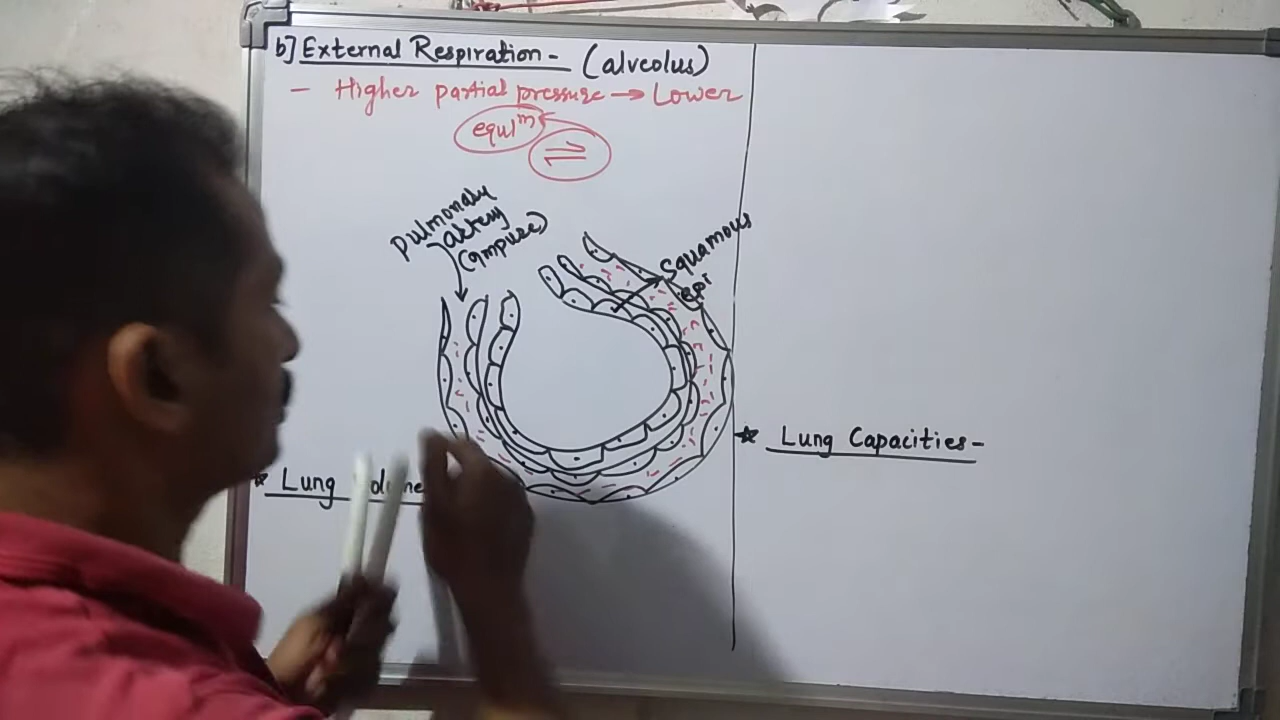 b] External Respiration - (alveolus)
- Higher partial pressure → Lower
equlᵐ
⇌
Pulmonary
artery
(impure)
Squamous
epi
* Lung
* Lung Capacities -